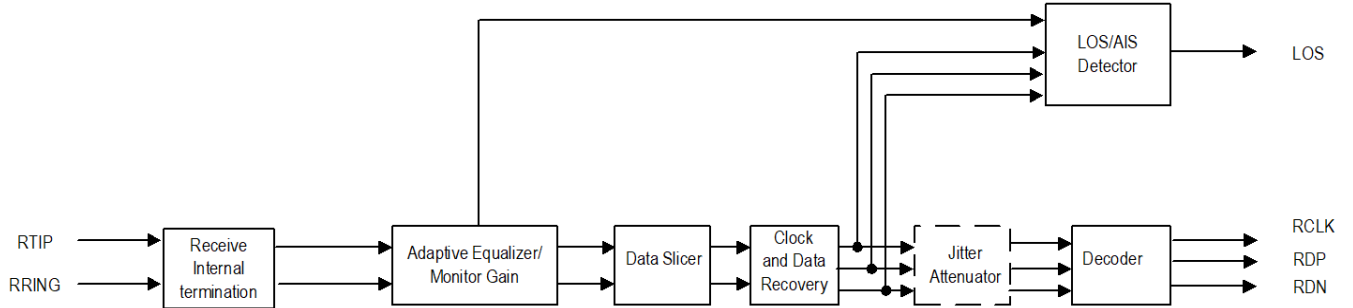 LOS/AIS
Detector
LOS
RTIP
RRING
Receive
Internal
termination
Adaptive Equalizer/
Monitor Gain
Data Slicer
Clock
and Data
Recovery
Jitter
Attenuator
Decoder
RCLK
RDP
RDN